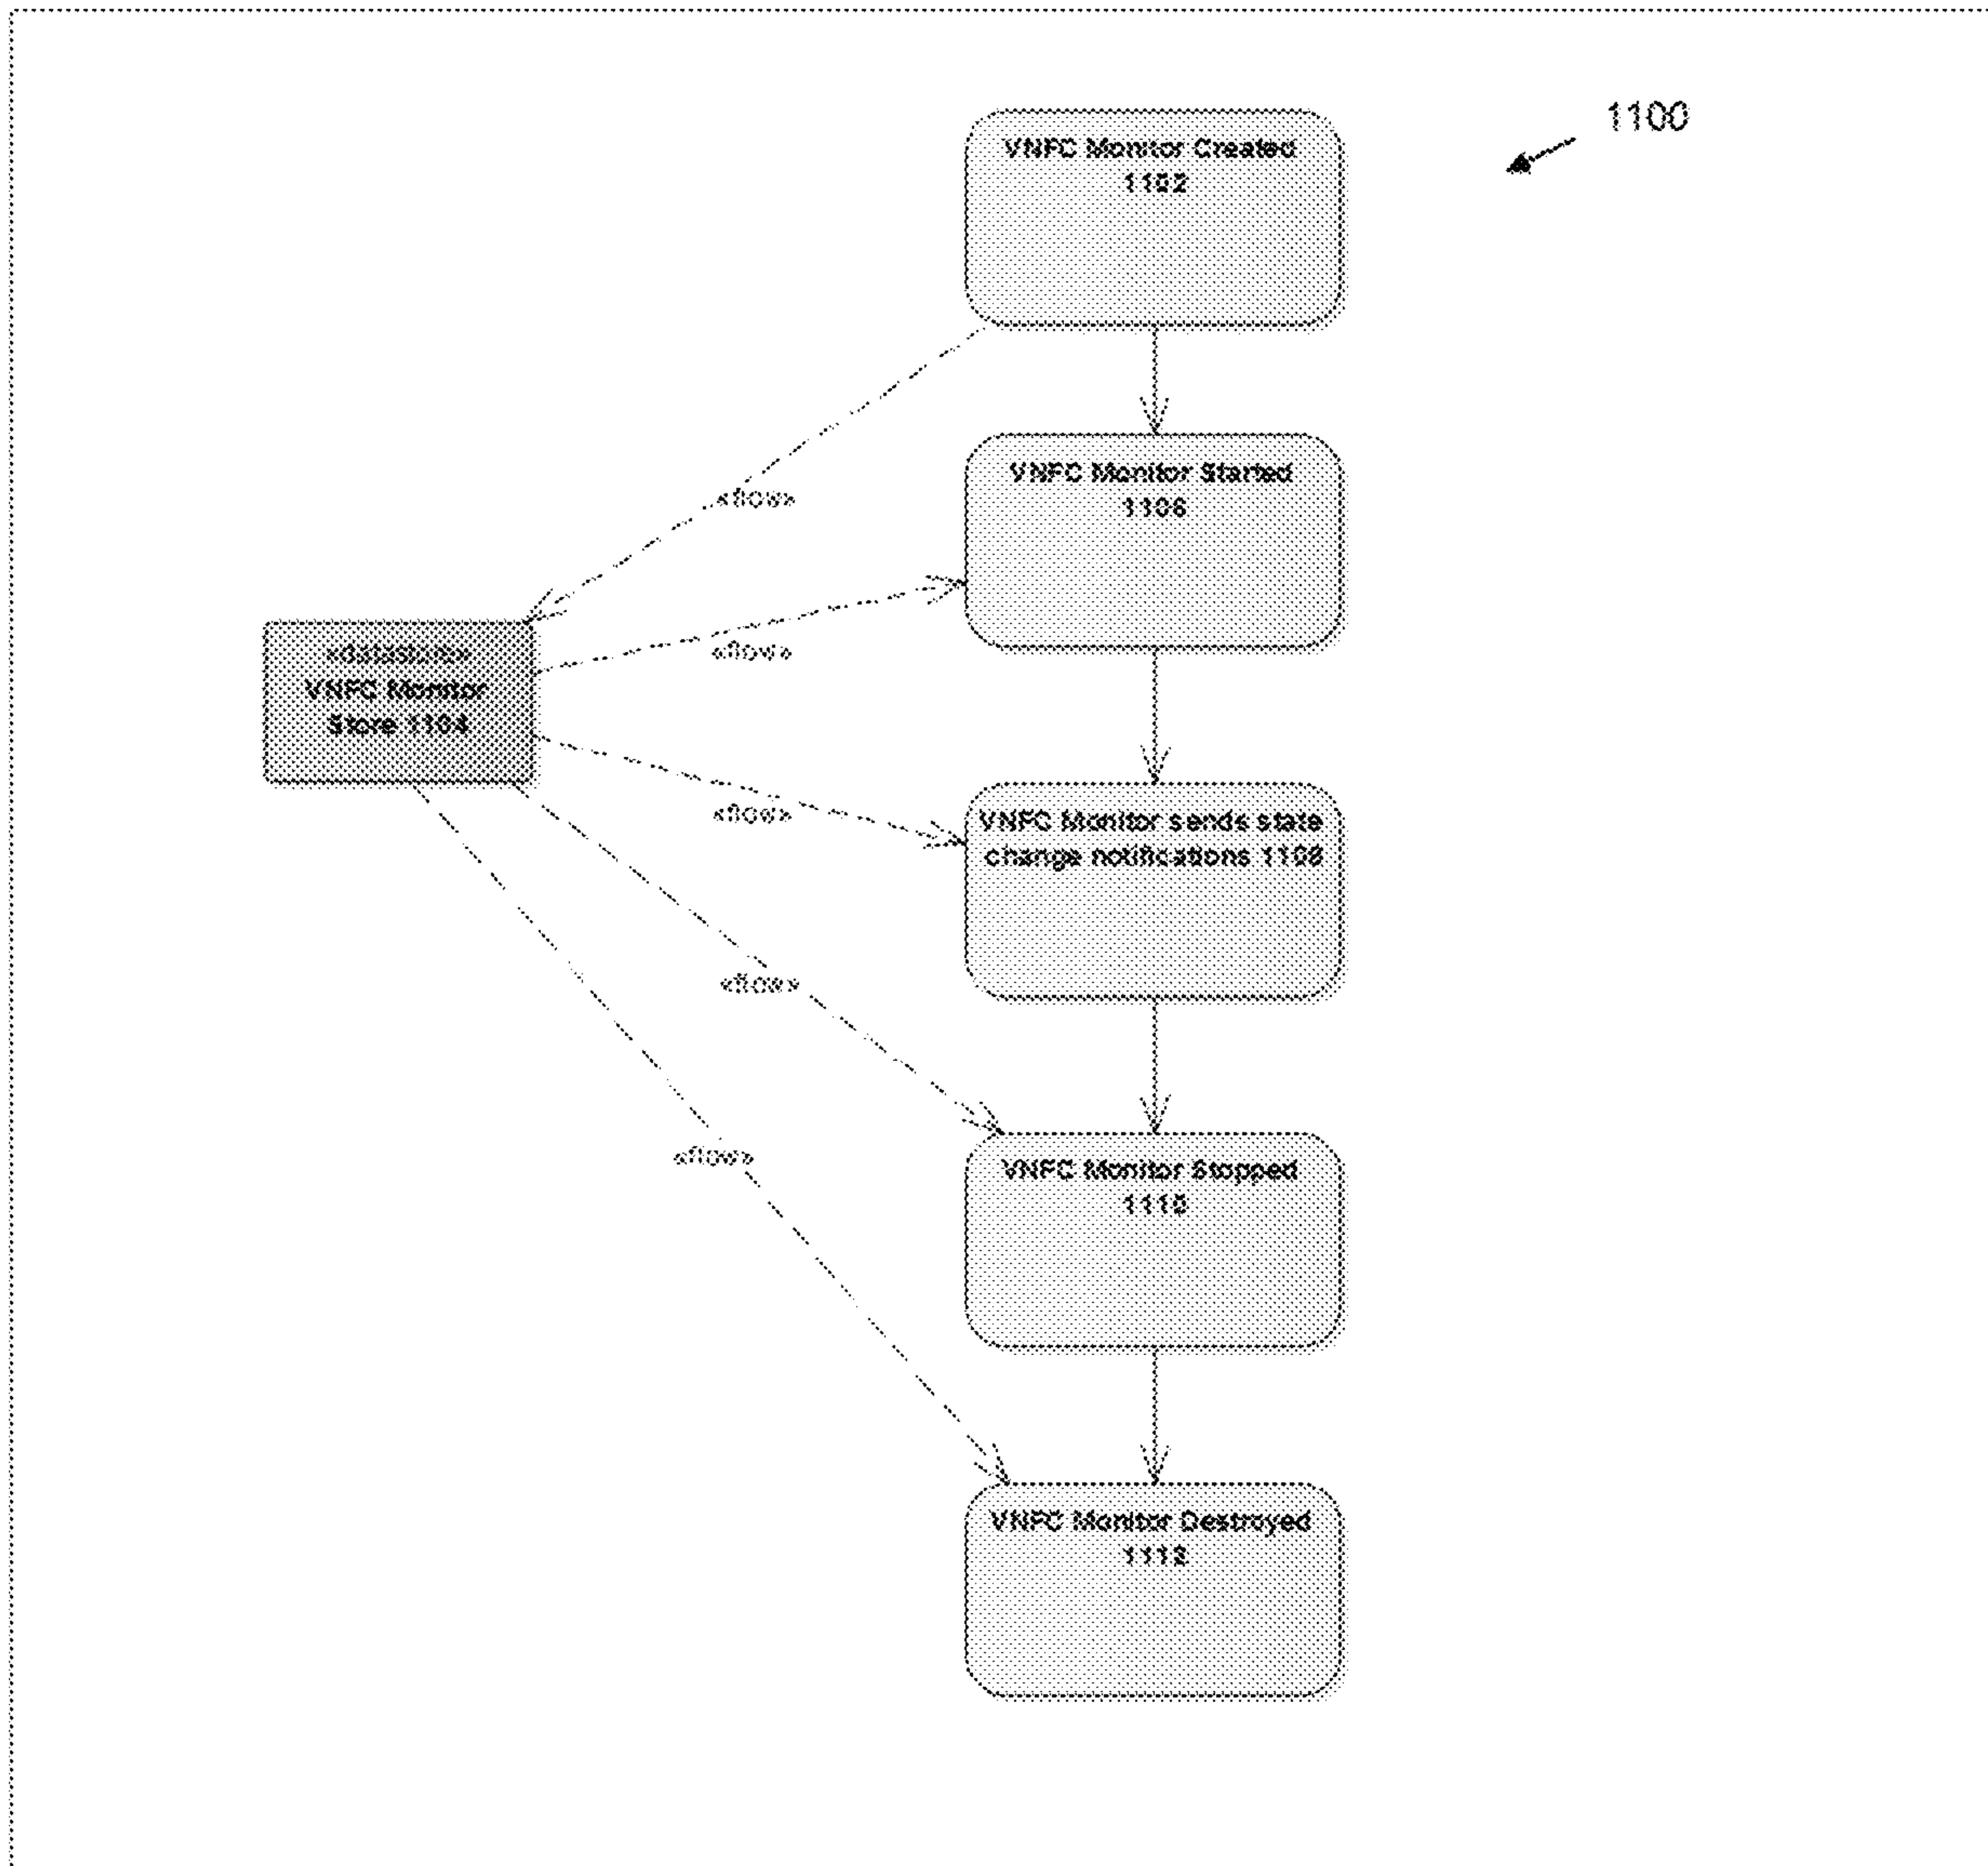 1100
VNFC Monitor Created
1102
VNFC Monitor Started
1106
«flow»
«flow»
«datastore»
VNFC Monitor
Store 1104
«flow»
VNFC Monitor sends state
change notifications 1108
«flow»
VNFC Monitor Stopped
1110
«flow»
VNFC Monitor Destroyed
1112